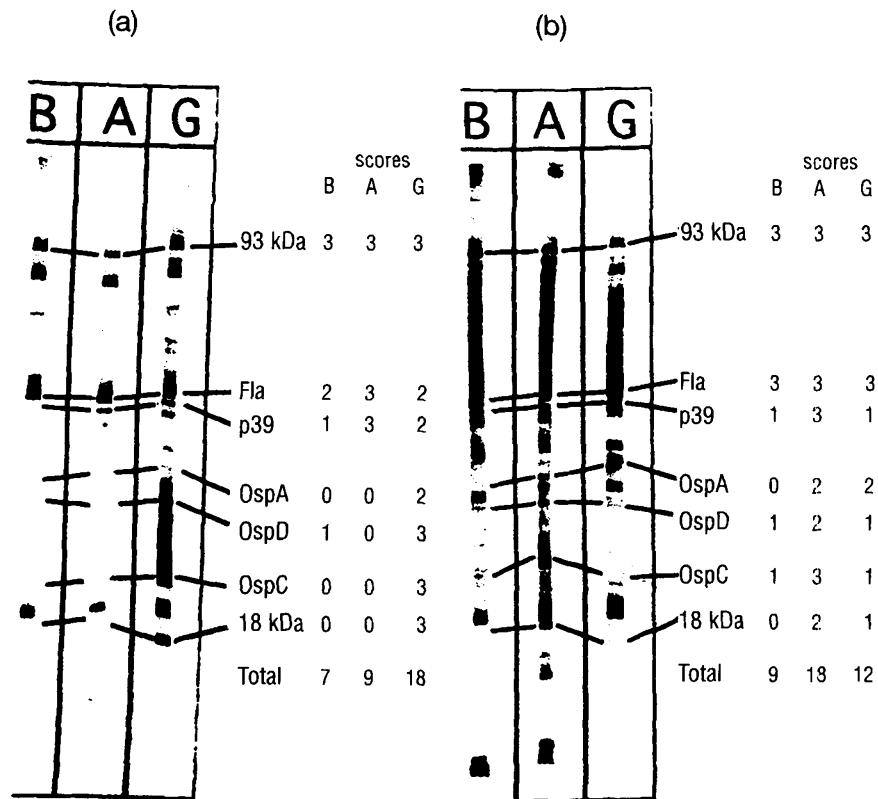 (a)
B A G
scores
B A G
93 kDa 3 3 3
Fla 2 3 2
p39 1 3 2
OspA 0 0 2
OspD 1 0 3
OspC 0 0 3
18 kDa 0 0 3
Total 7 9 18
(b)
B A G
scores
B A G
93 kDa 3 3 3
Fla 3 3 3
p39 1 3 1
OspA 0 2 2
OspD 1 2 1
OspC 1 3 1
18 kDa 0 2 1
Total 9 18 12